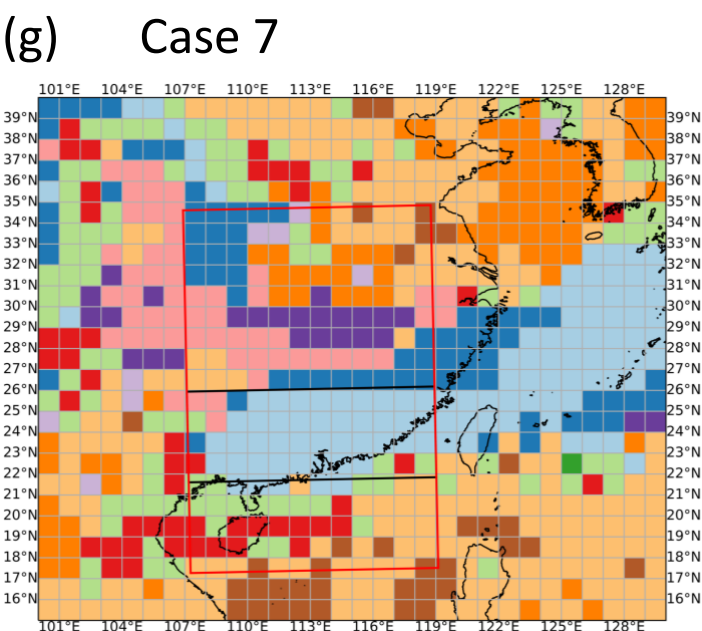 (g) Case 7
101°E 104°E 107°E 110°E 113°E 116°E 119°E 122°E 125°E 128°E
39°N 39°N
38°N 38°N
37°N 37°N
36°N 36°N
35°N 35°N
34°N 34°N
33°N 33°N
32°N 32°N
31°N 31°N
30°N 30°N
29°N 29°N
28°N 28°N
27°N 27°N
26°N 26°N
25°N 25°N
24°N 24°N
23°N 23°N
22°N 22°N
21°N 21°N
20°N 20°N
19°N 19°N
18°N 18°N
17°N 17°N
16°N 16°N
101°E 104°E 107°E 110°E 113°E 116°E 119°E 122°E 125°E 128°E